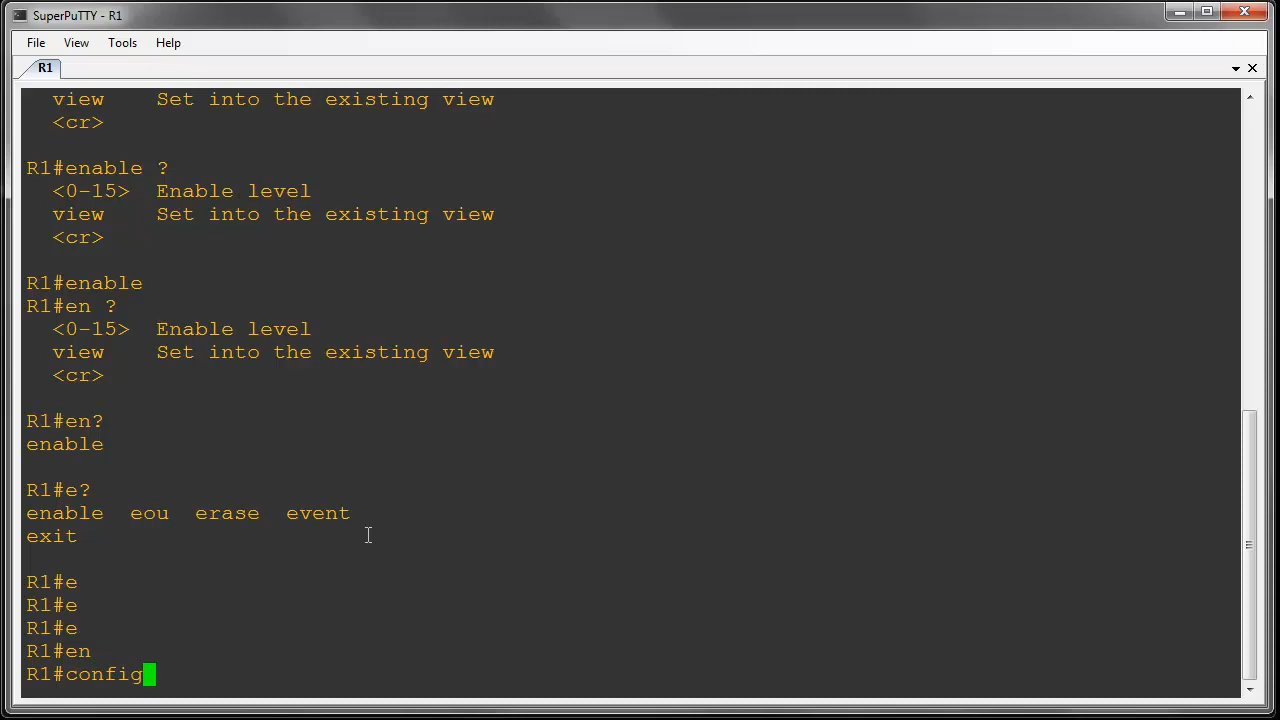 SuperPuTTY - R1
File View Tools Help
R1
view Set into the existing view
<cr>
R1#enable ?
<0-15> Enable level
view Set into the existing view
<cr>
R1#enable
R1#en ?
<0-15> Enable level
view Set into the existing view
<cr>
R1#en?
enable
R1#e?
enable eou erase event
exit
R1#e
R1#e
R1#e
R1#en
R1#config